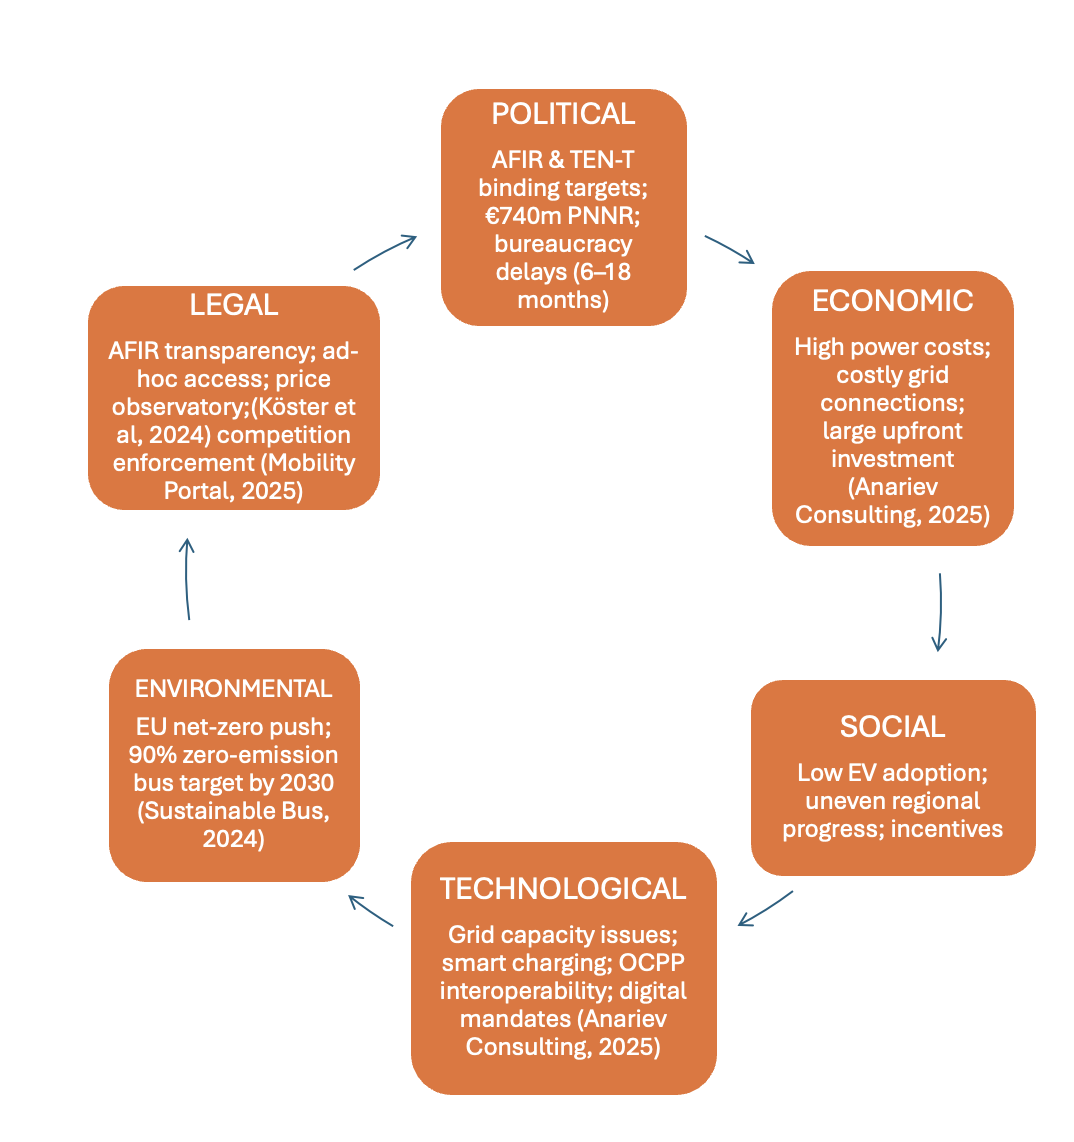 POLITICAL
AFIR & TEN-T
binding targets;
€740m PNNR;
bureaucracy
delays (6–18
months)
ECONOMIC
High power costs;
costly grid
connections;
large upfront
investment
(Anariev
Consulting, 2025)
SOCIAL
Low EV adoption;
uneven regional
progress; incentives
TECHNOLOGICAL
Grid capacity issues;
smart charging; OCPP
interoperability; digital
mandates (Anariev
Consulting, 2025)
ENVIRONMENTAL
EU net-zero push;
90% zero-emission
bus target by 2030
(Sustainable Bus,
2024)
LEGAL
AFIR transparency; ad-
hoc access; price
observatory;(Köster et
al, 2024) competition
enforcement (Mobility
Portal, 2025)